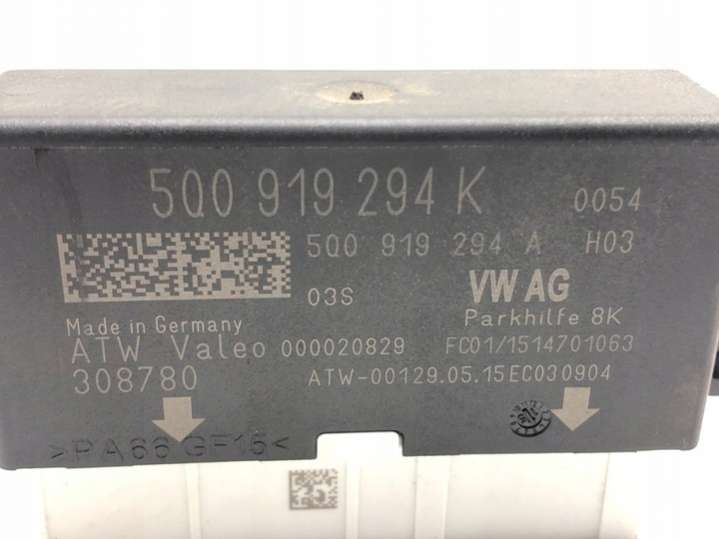 5Q0 919 294 K 0054
5Q0 919 294 A H03
03S VW AG
Made in Germany Parkhilfe 8K
ATW Valeo 000020829 FC01/1514701063
308780 ATW-00129.05.15EC030904
>PA66 GF15<